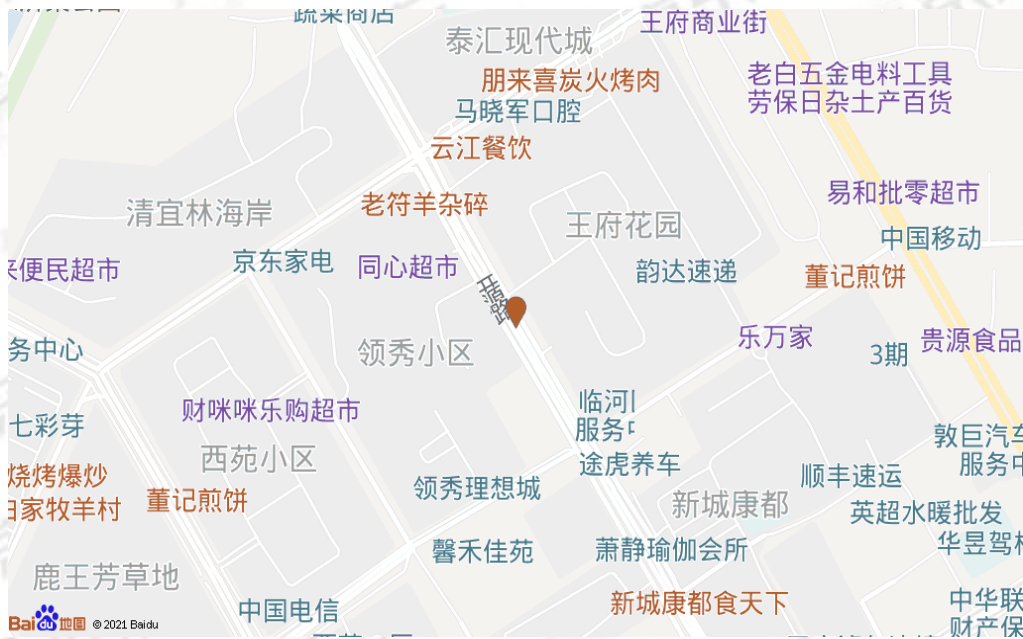 蔬菜商店
王府商业街
泰汇现代城
朋来喜炭火烤肉
老白五金电料工具
劳保日杂土产百货
马晓军口腔
云江餐饮
易和批零超市
老符羊杂碎
清宜林海岸
王府花园
中国移动
京东家电
同心超市
来便民超市
韵达速递
董记煎饼
开源路
乐万家
贵源食品
务中心
领秀小区
3期
财咪咪乐购超市
临河
服务
七彩芽
敦巨汽车
服务中
西苑小区
途虎养车
烧烤爆炒
顺丰速运
领秀理想城
董记煎饼
家牧羊村
新城康都
英超水暖批发
馨禾佳苑
萧静瑜伽会所
华昱驾校
鹿王芳草地
新城康都食天下
中国电信
中华联
财产保
Bai du 地图 © 2021 Baidu